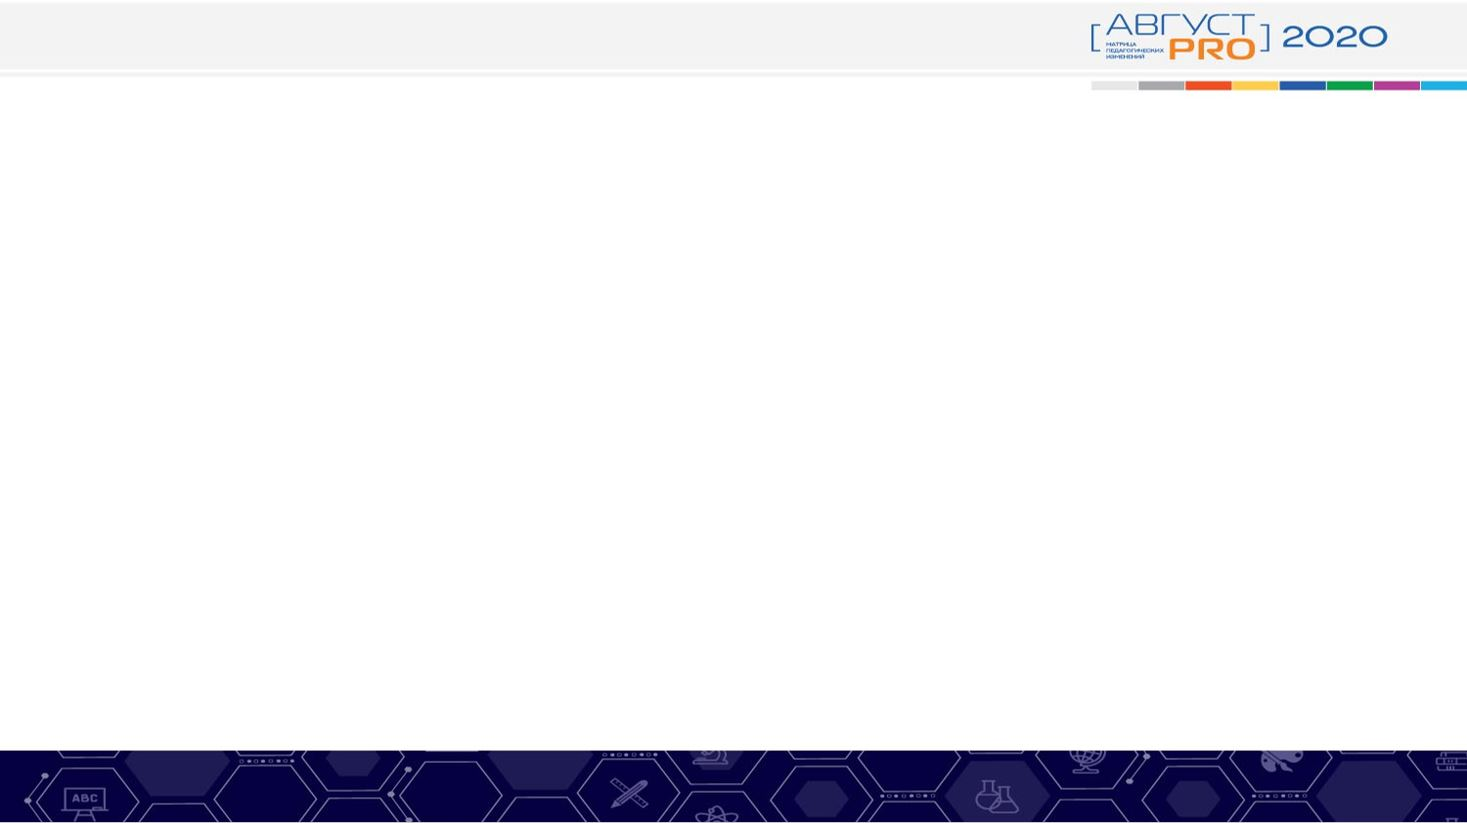 [ АВГУСТ
МАТРИЦА
ПЕДАГОГИЧЕСКИХ
ИЗМЕНЕНИЙ
PRO ] 2020
ABC